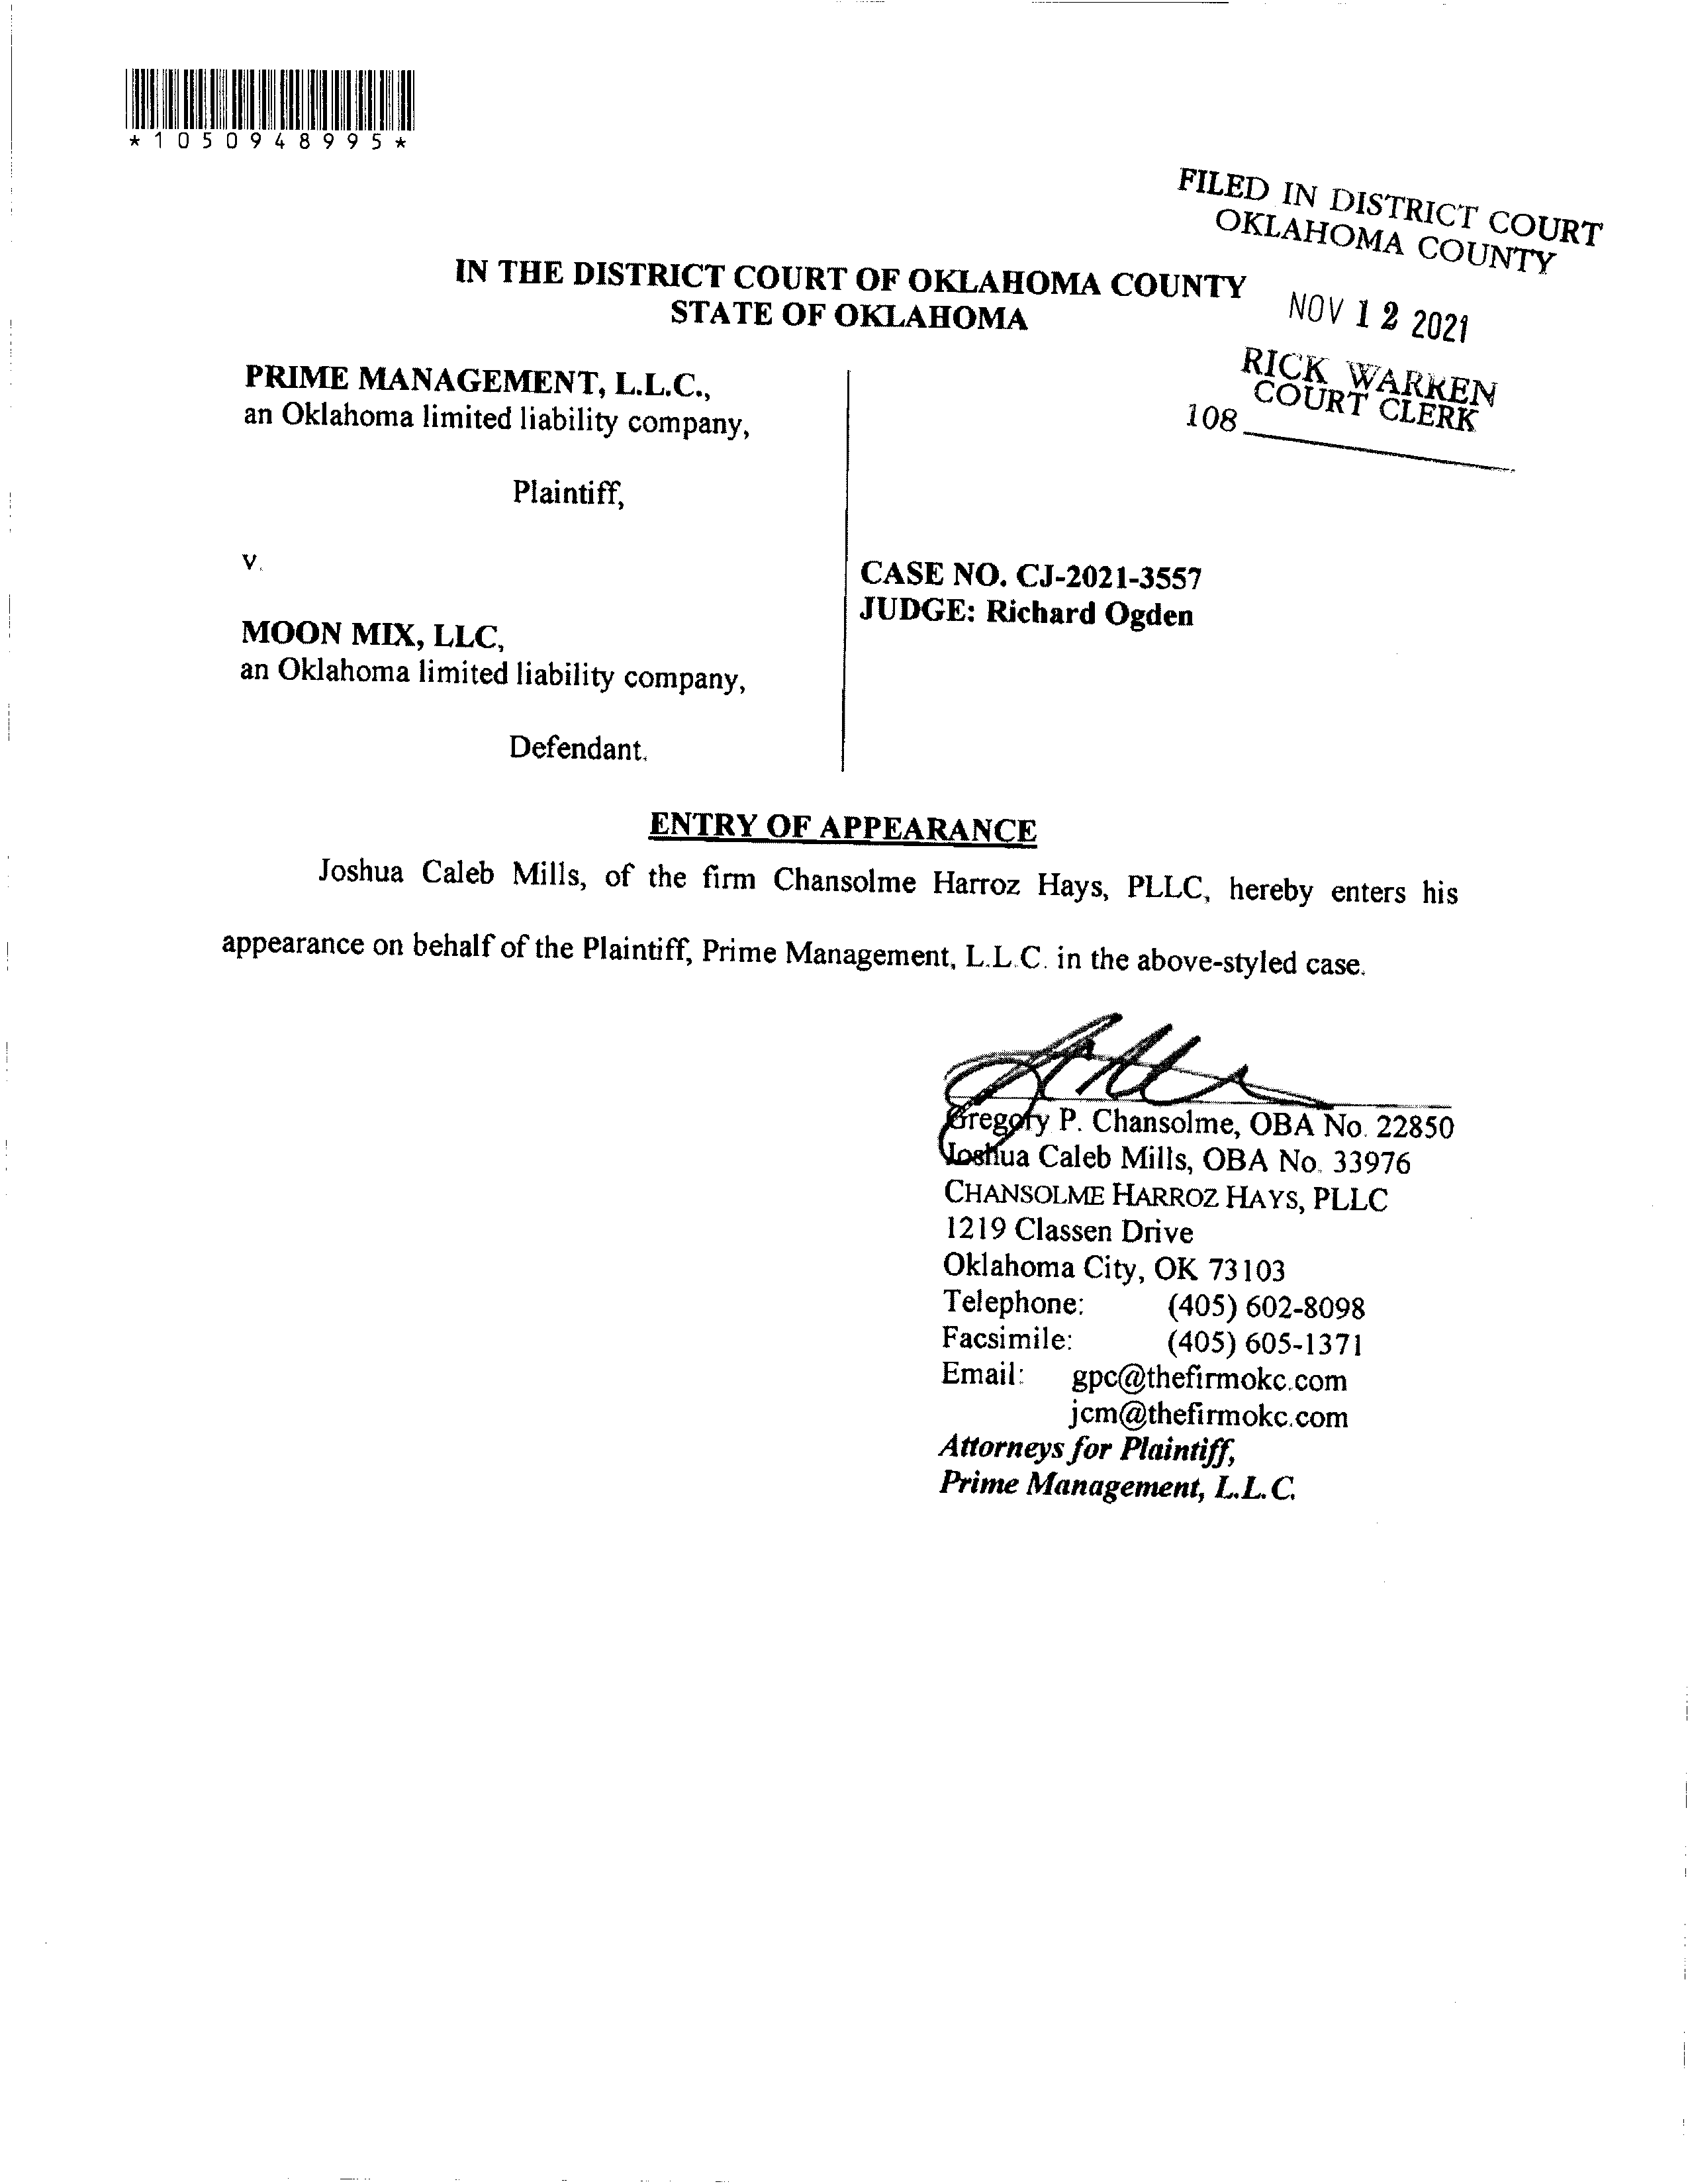 *1050948995*
FILED IN DISTRICT COURT
OKLAHOMA COUNTY
NOV 12 2021
RICK WARREN
COURT CLERK
108
IN THE DISTRICT COURT OF OKLAHOMA COUNTY
STATE OF OKLAHOMA
PRIME MANAGEMENT, L.L.C.,
an Oklahoma limited liability company,
Plaintiff,
v.
MOON MIX, LLC,
an Oklahoma limited liability company,
Defendant.
CASE NO. CJ-2021-3557
JUDGE: Richard Ogden
ENTRY OF APPEARANCE
Joshua Caleb Mills, of the firm Chansolme Harroz Hays, PLLC, hereby enters his
appearance on behalf of the Plaintiff, Prime Management, L.L.C. in the above-styled case.
Gregory P. Chansolme, OBA No. 22850
Joshua Caleb Mills, OBA No. 33976
CHANSOLME HARROZ HAYS, PLLC
1219 Classen Drive
Oklahoma City, OK 73103
Telephone: (405) 602-8098
Facsimile: (405) 605-1371
Email: gpc@thefirmokc.com
jcm@thefirmokc.com
Attorneys for Plaintiff,
Prime Management, L.L.C.